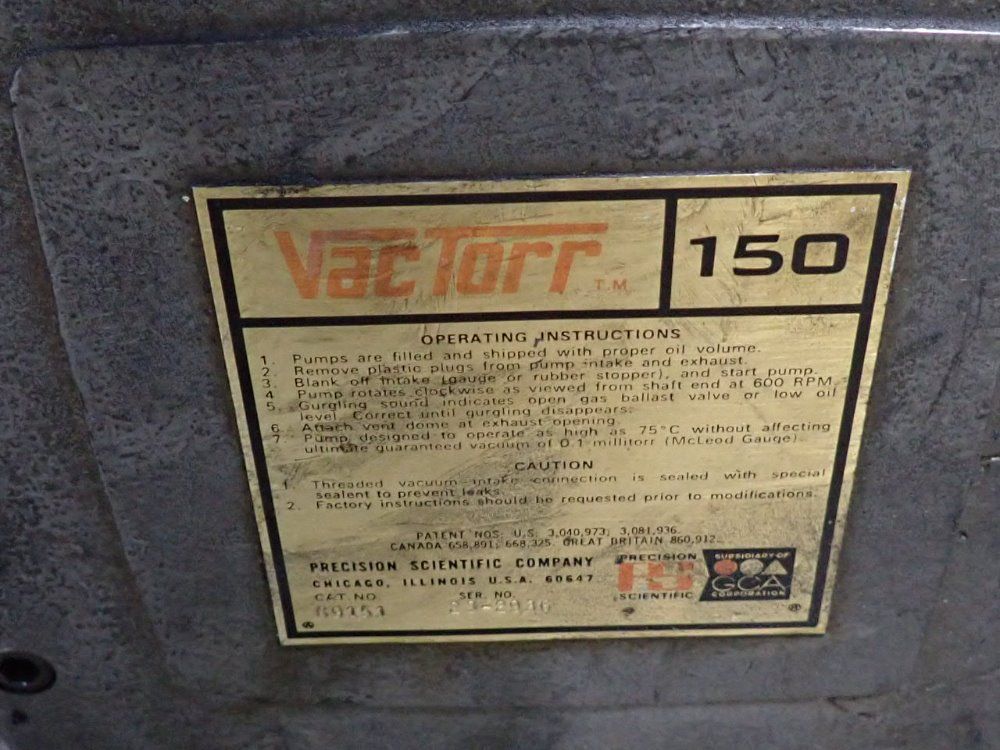 VacTorr T.M.
150
OPERATING INSTRUCTIONS
1. Pumps are filled and shipped with proper oil volume.
2. Remove plastic plugs from pump intake and exhaust.
3. Blank off intake (gauge or rubber stopper), and start pump.
4 Pump rotates clockwise as viewed from shaft end at 600 RPM.
5. Gurgling sound indicates open gas ballast valve or low oil
level. Correct until gurgling disappears.
6. Attach vent dome at exhaust opening.
7. Pump designed to operate as high as 75°C without affecting
ultimate guaranteed vacuum of 0.1 millitorr (McLeod Gauge)
CAUTION
1. Threaded vacuum intake connection is sealed with special
sealent to prevent leaks.
2. Factory instructions should be requested prior to modifications.
PATENT NOS. U.S. 3,040,973; 3,081,936.
CANADA 658,891; 668,325. GREAT BRITAIN 860,912.
PRECISION SCIENTIFIC COMPANY
CHICAGO, ILLINOIS U.S.A. 60647
CAT. NO. SER. NO.
PRECISION
PS
SCIENTIFIC
SUBSIDIARY OF
GCA
CORPORATION